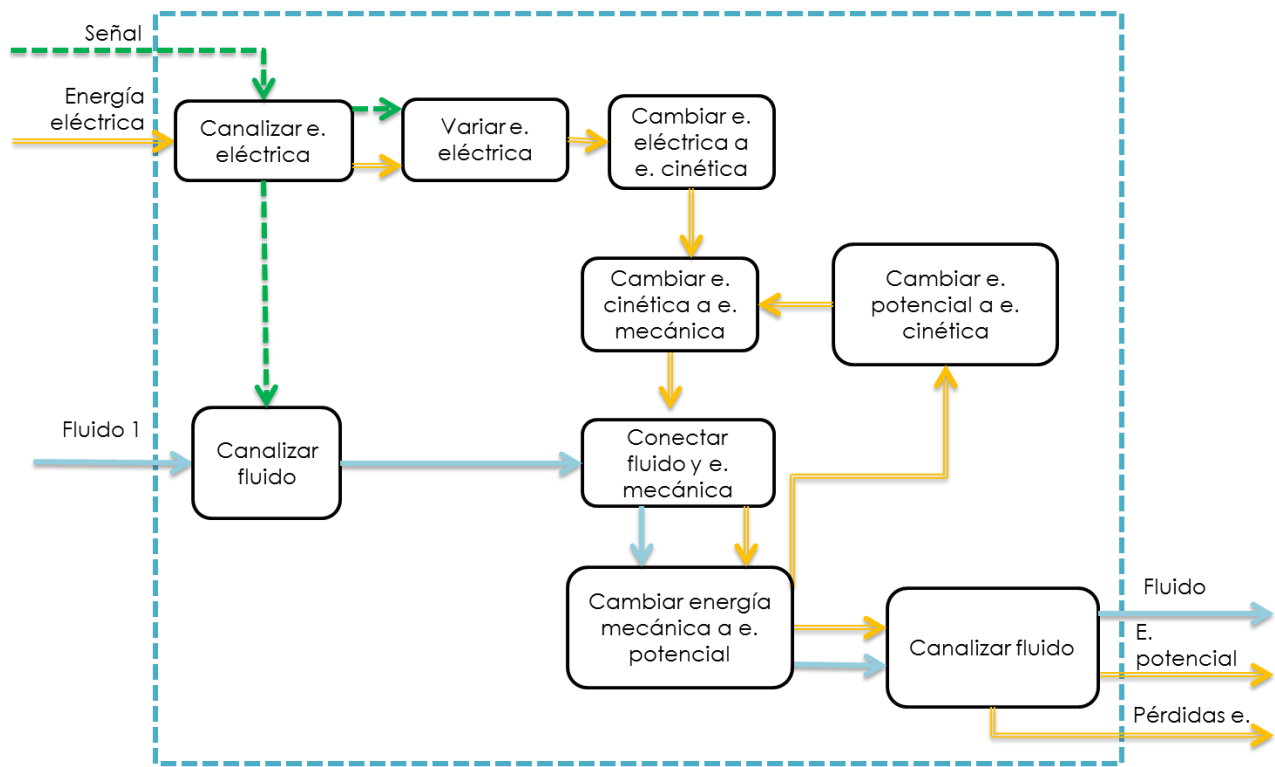 Señal
Energía
eléctrica
Canalizar e.
eléctrica
Variar e.
eléctrica
Cambiar e.
eléctrica a
e. cinética
Cambiar e.
cinética a e.
mecánica
Cambiar e.
potencial a e.
cinética
Fluido 1
Canalizar
fluido
Conectar
fluido y e.
mecánica
Cambiar energía
mecánica a e.
potencial
Canalizar fluido
Fluido
E.
potencial
Pérdidas e.